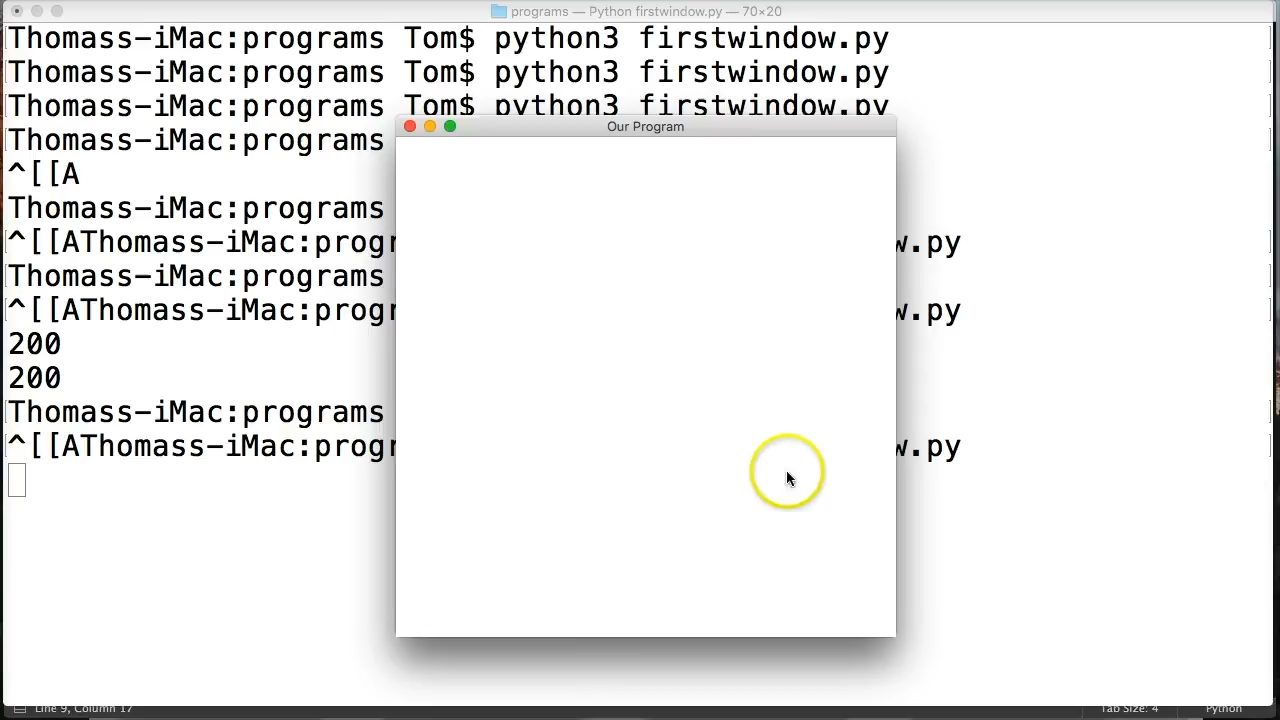 programs — Python firstwindow.py — 70×20
Thomass-iMac:programs Tom$ python3 firstwindow.py
Thomass-iMac:programs Tom$ python3 firstwindow.py
Thomass-iMac:programs Tom$ python3 firstwindow.py
Our Program
Thomass-iMac:programs
^[[A
Thomass-iMac:programs
^[[AThomass-iMac:progr w.py
Thomass-iMac:programs
^[[AThomass-iMac:progr w.py
200
200
Thomass-iMac:programs
^[[AThomass-iMac:progr w.py
Line 9, Column 17 Tab Size: 4 Python